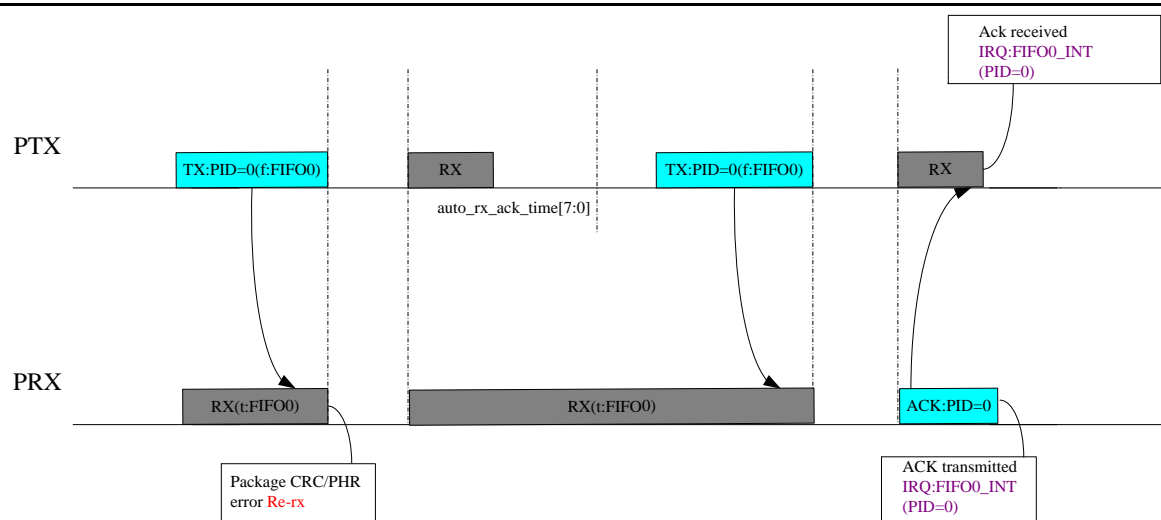 Ack received
IRQ:FIFO0_INT
(PID=0)
PTX
TX:PID=0(f:FIFO0)
RX
TX:PID=0(f:FIFO0)
RX
auto_rx_ack_time[7:0]
PRX
RX(t:FIFO0)
RX(t:FIFO0)
ACK:PID=0
Package CRC/PHR
error Re-rx
ACK transmitted
IRQ:FIFO0_INT
(PID=0)